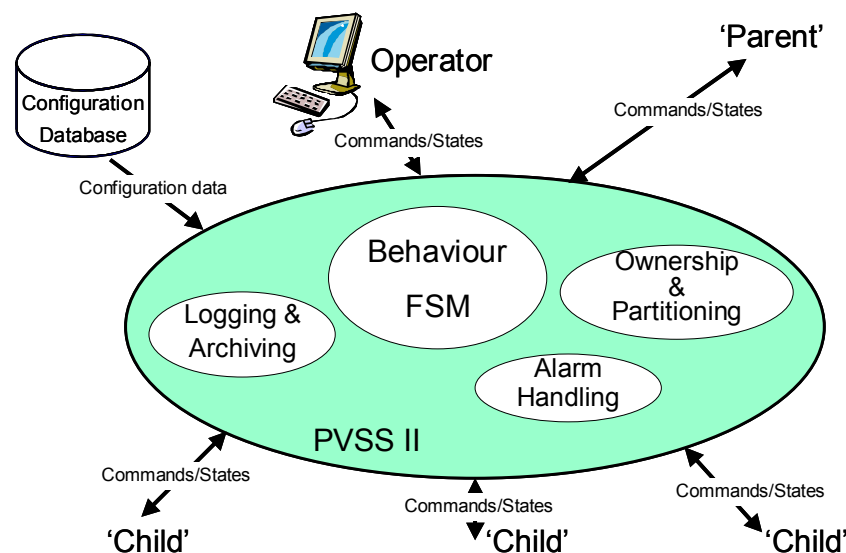 'Parent'
Operator
Configuration
Database
Commands/States
Commands/States
Configuration data
Behaviour
FSM
Ownership
&
Partitioning
Logging &
Archiving
Alarm
Handling
PVSS II
Commands/States
Commands/States
Commands/States
'Child'
'Child'
'Child'